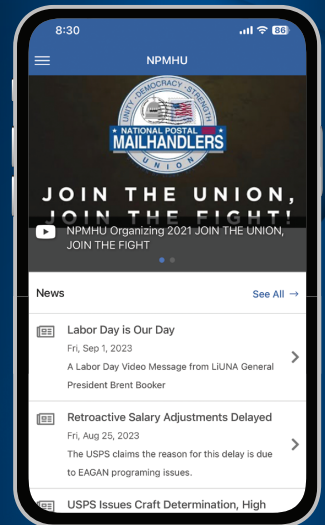 8:30
86
NPMHU
UNITY DEMOCRACY STRENGTH
NATIONAL POSTAL
MAILHANDLERS
UNION
JOIN THE UNION,
JOIN THE FIGHT!
NPMHU Organizing 2021 JOIN THE UNION,
JOIN THE FIGHT
News
See All →
Labor Day is Our Day
Fri, Sep 1, 2023
A Labor Day Video Message from LiUNA General
President Brent Booker
Retroactive Salary Adjustments Delayed
Fri, Aug 25, 2023
The USPS claims the reason for this delay is due
to EAGAN programing issues.
USPS Issues Craft Determination, High